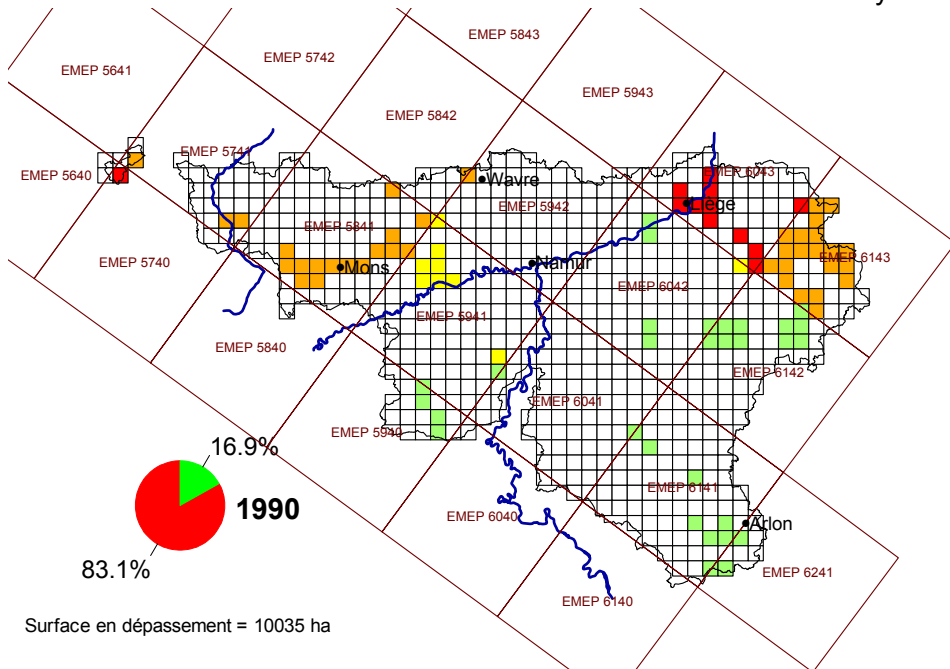 EMEP 5843
EMEP 5742
EMEP 5641
EMEP 5943
EMEP 5842
EMEP 5741
EMEP 5640
EMEP 6043
Wavre
Liège
EMEP 5942
EMEP 5841
EMEP 5740
Mons
Namur
EMEP 6143
EMEP 6042
EMEP 5941
EMEP 5840
EMEP 6142
EMEP 6041
EMEP 5940
16.9%
EMEP 6141
1990
EMEP 6040
Arlon
83.1%
EMEP 6241
EMEP 6140
Surface en dépassement = 10035 ha